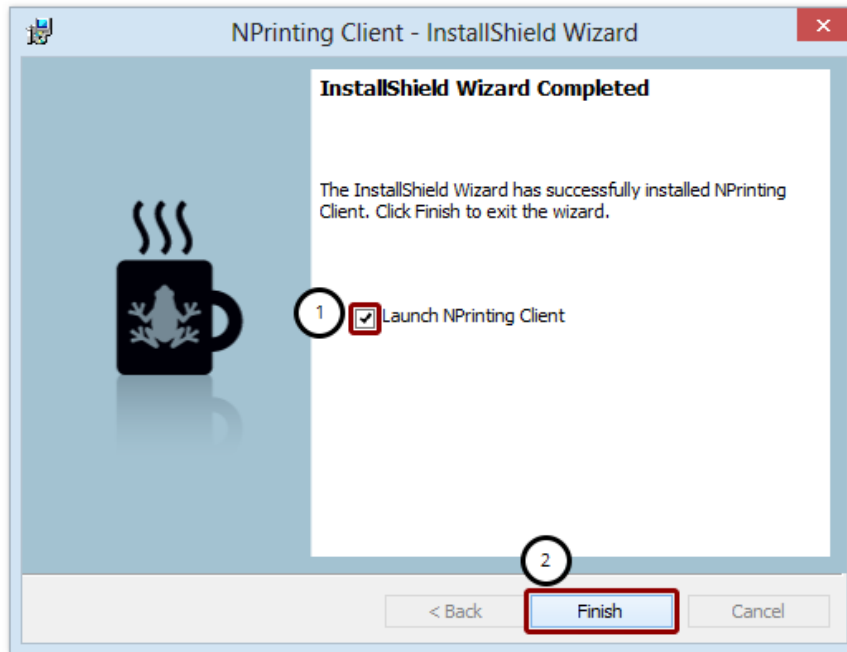 NPrinting Client - InstallShield Wizard
InstallShield Wizard Completed
The InstallShield Wizard has successfully installed NPrinting
Client. Click Finish to exit the wizard.
1
Launch NPrinting Client
2
< Back
Finish
Cancel